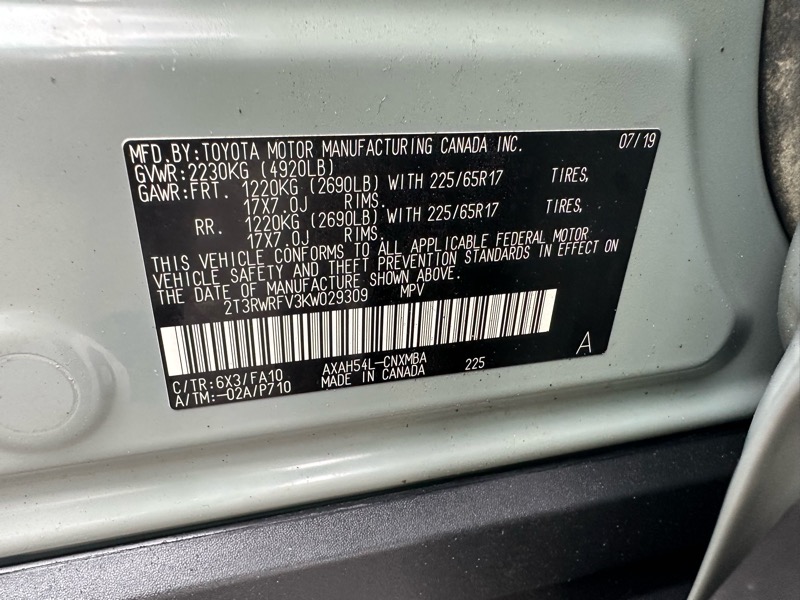 MFD.BY:TOYOTA MOTOR MANUFACTURING CANADA INC. 07/19
GVWR:2230KG (4920LB)
GAWR:FRT. 1220KG (2690LB) WITH 225/65R17 TIRES,
17X7.0J RIMS.
RR. 1220KG (2690LB) WITH 225/65R17 TIRES,
17X7.0J RIMS.
THIS VEHICLE CONFORMS TO ALL APPLICABLE FEDERAL MOTOR
VEHICLE SAFETY AND THEFT PREVENTION STANDARDS IN EFFECT ON
THE DATE OF MANUFACTURE SHOWN ABOVE.
2T3RWRFV3KW029309 MPV
A
C/TR:6X3/FA10 AXAH54L-CNXMBA 225
A/TM:-02A/P710 MADE IN CANADA